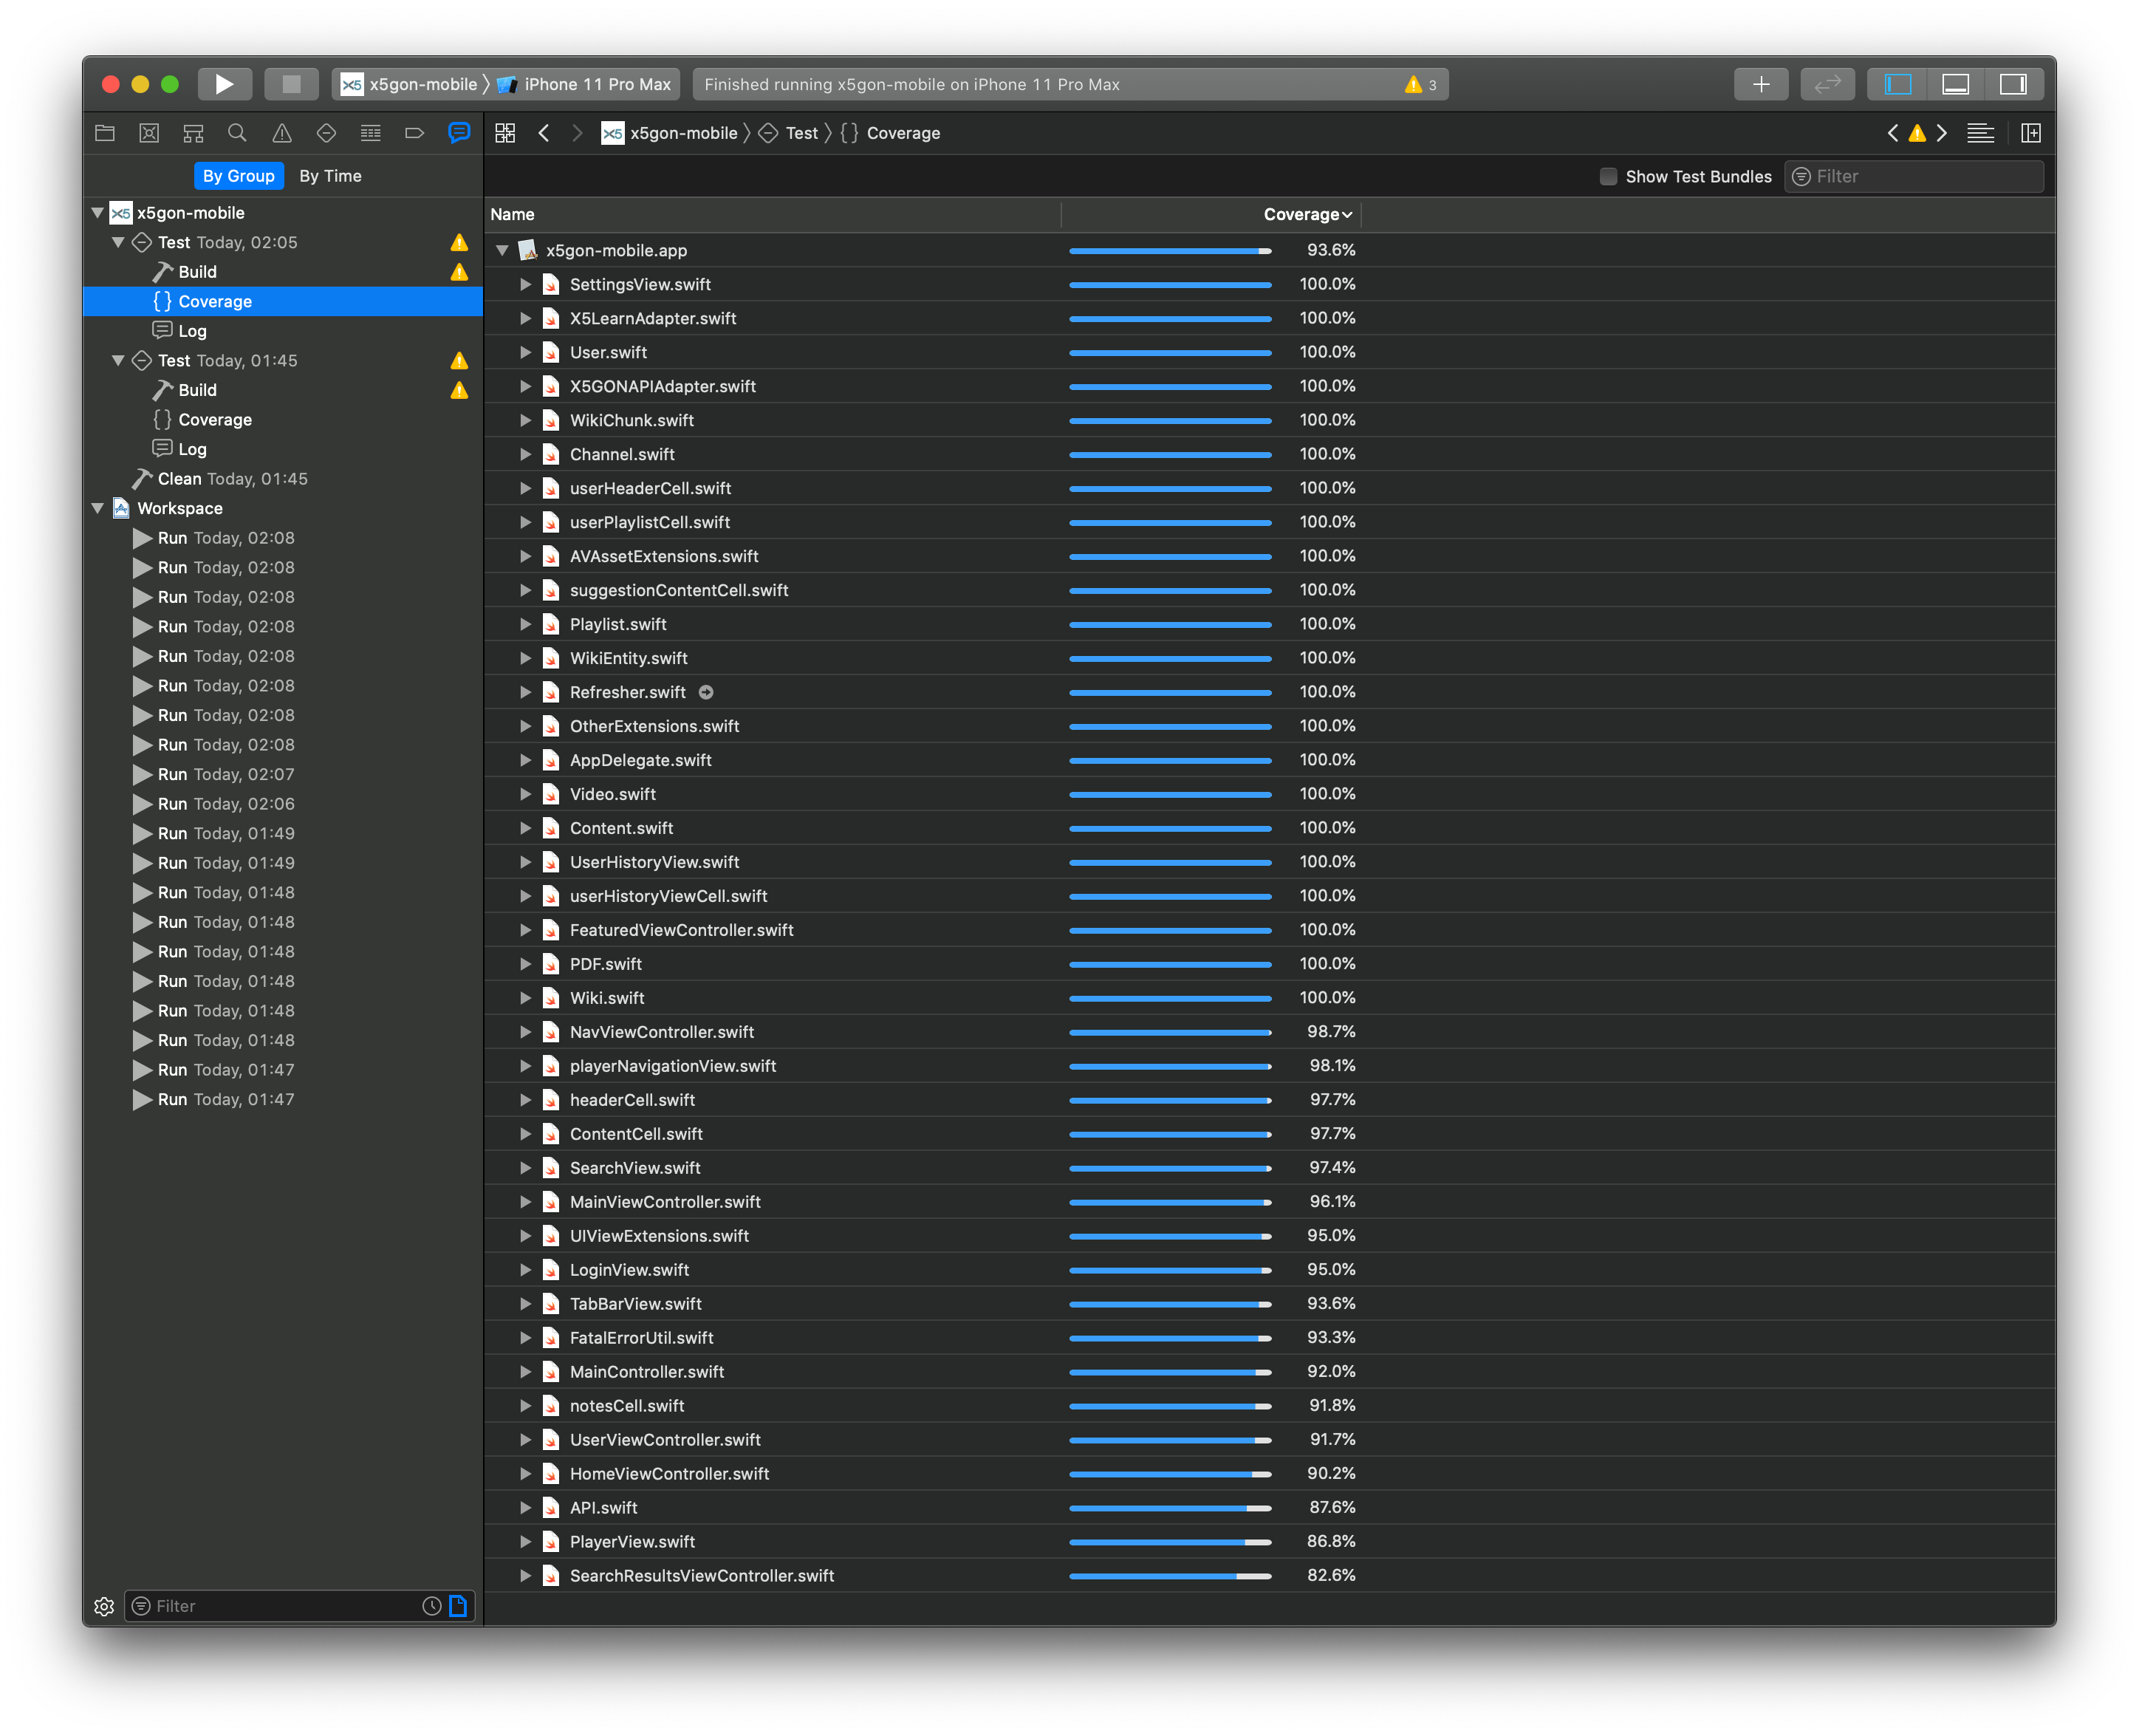 x5gon-mobile 〉 iPhone 11 Pro Max
Finished running x5gon-mobile on iPhone 11 Pro Max
3
x5gon-mobile 〉 Test 〉 {} Coverage
By Group By Time
Show Test Bundles
Filter
Name Coverage
X5 x5gon-mobile
Test Today, 02:05
Build
{} Coverage
Log
Test Today, 01:45
Build
{} Coverage
Log
Clean Today, 01:45
Workspace
Run Today, 02:08
Run Today, 02:08
Run Today, 02:08
Run Today, 02:08
Run Today, 02:08
Run Today, 02:08
Run Today, 02:08
Run Today, 02:08
Run Today, 02:07
Run Today, 02:06
Run Today, 01:49
Run Today, 01:49
Run Today, 01:48
Run Today, 01:48
Run Today, 01:48
Run Today, 01:48
Run Today, 01:48
Run Today, 01:48
Run Today, 01:47
Run Today, 01:47
Filter
x5gon-mobile.app 93.6%
SettingsView.swift 100.0%
X5LearnAdapter.swift 100.0%
User.swift 100.0%
X5GONAPIAdapter.swift 100.0%
WikiChunk.swift 100.0%
Channel.swift 100.0%
userHeaderCell.swift 100.0%
userPlaylistCell.swift 100.0%
AVAssetExtensions.swift 100.0%
suggestionContentCell.swift 100.0%
Playlist.swift 100.0%
WikiEntity.swift 100.0%
Refresher.swift 100.0%
OtherExtensions.swift 100.0%
AppDelegate.swift 100.0%
Video.swift 100.0%
Content.swift 100.0%
UserHistoryView.swift 100.0%
userHistoryViewCell.swift 100.0%
FeaturedViewController.swift 100.0%
PDF.swift 100.0%
Wiki.swift 100.0%
NavViewController.swift 98.7%
playerNavigationView.swift 98.1%
headerCell.swift 97.7%
ContentCell.swift 97.7%
SearchView.swift 97.4%
MainViewController.swift 96.1%
UIViewExtensions.swift 95.0%
LoginView.swift 95.0%
TabBarView.swift 93.6%
FatalErrorUtil.swift 93.3%
MainController.swift 92.0%
notesCell.swift 91.8%
UserViewController.swift 91.7%
HomeViewController.swift 90.2%
API.swift 87.6%
PlayerView.swift 86.8%
SearchResultsViewController.swift 82.6%